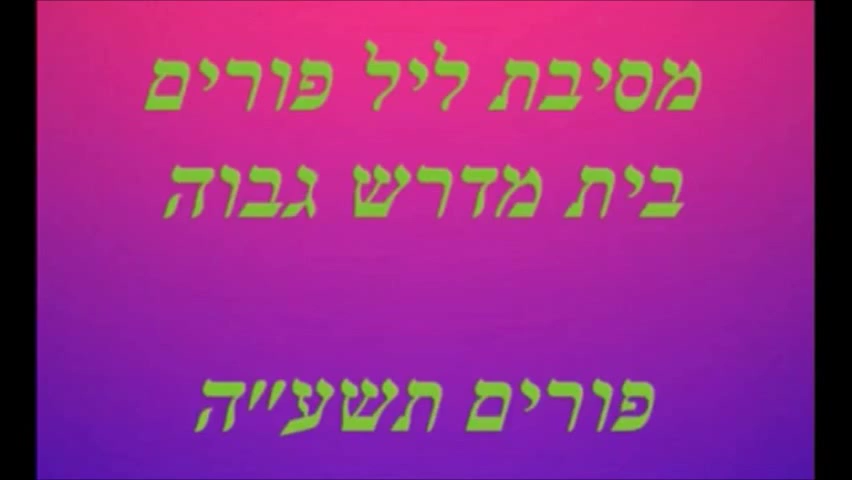 מסיבת ליל פורים
בית מדרש גבוה
פורים תשע"ה